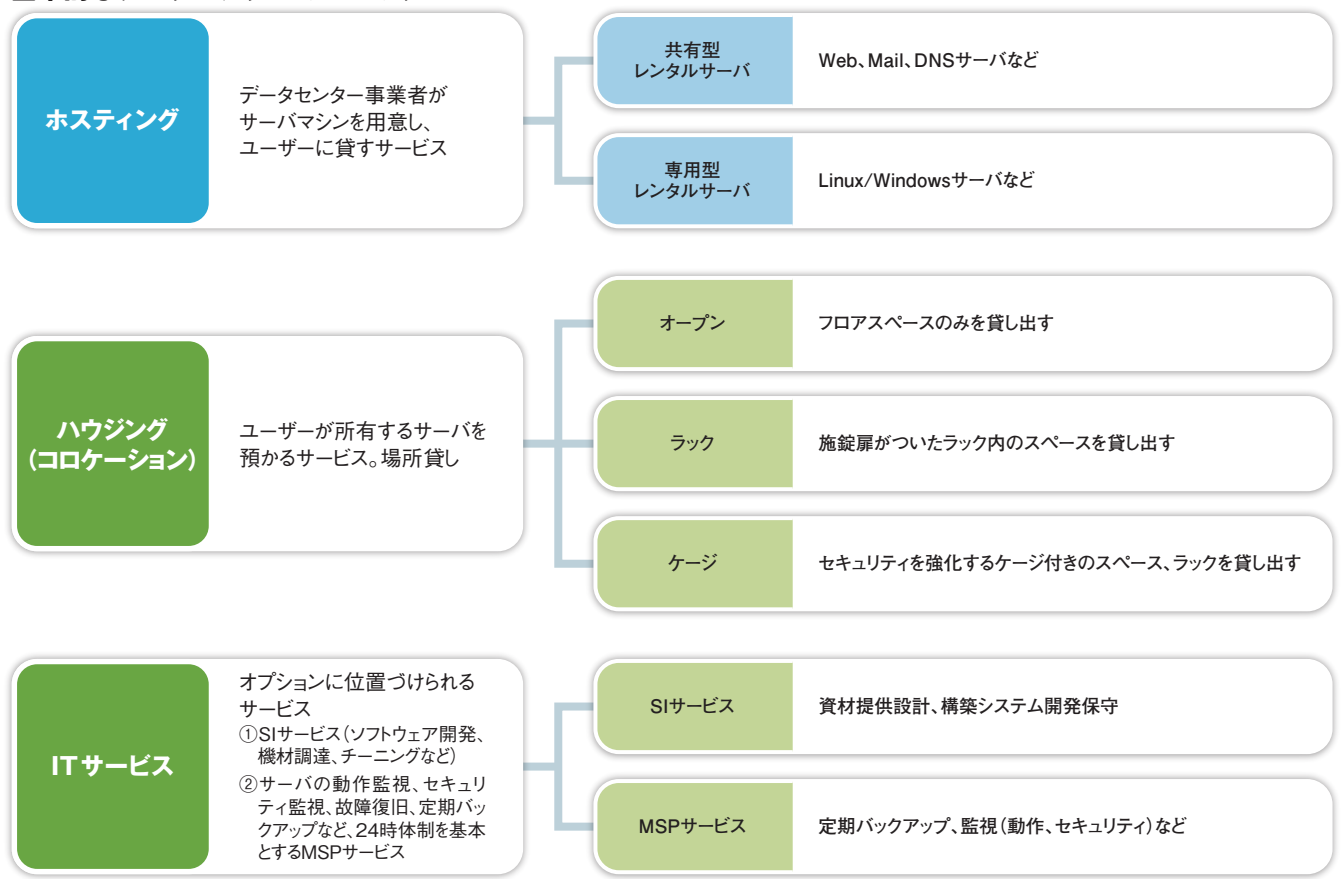 ホスティング
データセンター事業者が
サーバマシンを用意し、
ユーザーに貸すサービス
共有型
レンタルサーバ
Web、Mail、DNSサーバなど
専用型
レンタルサーバ
Linux/Windowsサーバなど
ハウジング
(コロケーション)
ユーザーが所有するサーバを
預かるサービス。場所貸し
オープン
フロアスペースのみを貸し出す
ラック
施錠扉がついたラック内のスペースを貸し出す
ケージ
セキュリティを強化するケージ付きのスペース、ラックを貸し出す
ITサービス
オプションに位置づけられる
サービス
①SIサービス(ソフトウェア開発、
機材調達、チーニングなど)
②サーバの動作監視、セキュリ
ティ監視、故障復旧、定期バッ
クアップなど、24時体制を基本
とするMSPサービス
SIサービス
資材提供設計、構築システム開発保守
MSPサービス
定期バックアップ、監視(動作、セキュリティ)など